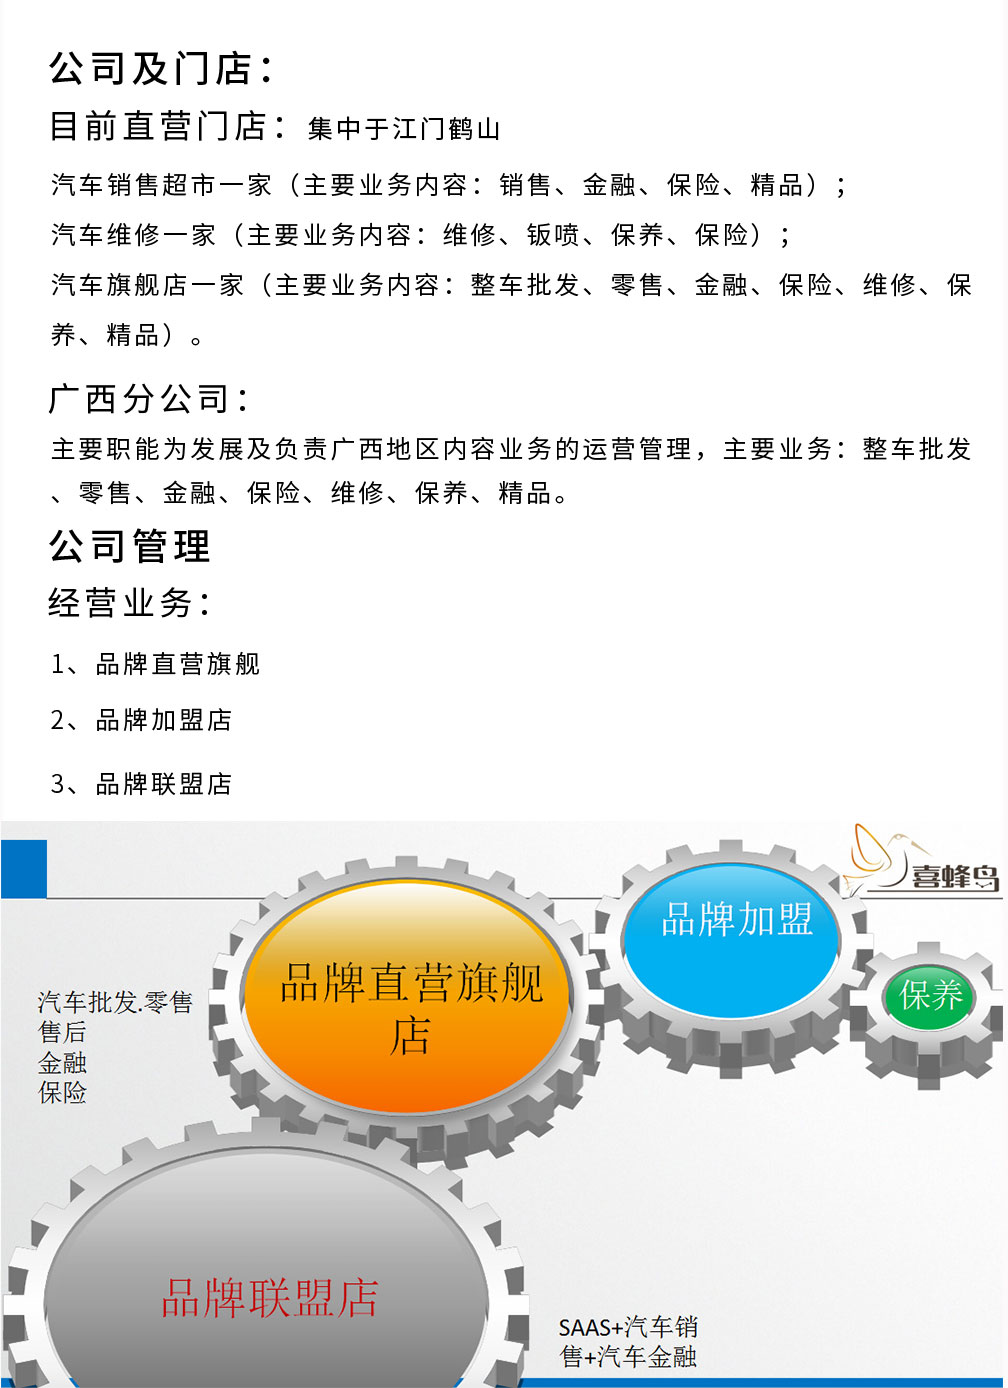 公司及门店：
目前直营门店：集中于江门鹤山
汽车销售超市一家（主要业务内容：销售、金融、保险、精品）；
汽车维修一家（主要业务内容：维修、钣喷、保养、保险）；
汽车旗舰店一家（主要业务内容：整车批发、零售、金融、保险、维修、保
养、精品）。
广西分公司：
主要职能为发展及负责广西地区内容业务的运营管理，主要业务：整车批发
、零售、金融、保险、维修、保养、精品。
公司管理
经营业务：
1、品牌直营旗舰
2、品牌加盟店
3、品牌联盟店
喜蜂鸟
品牌加盟
品牌直营旗舰
店
保养
汽车批发.零售
售后
金融
保险
品牌联盟店
SAAS+汽车销
售+汽车金融